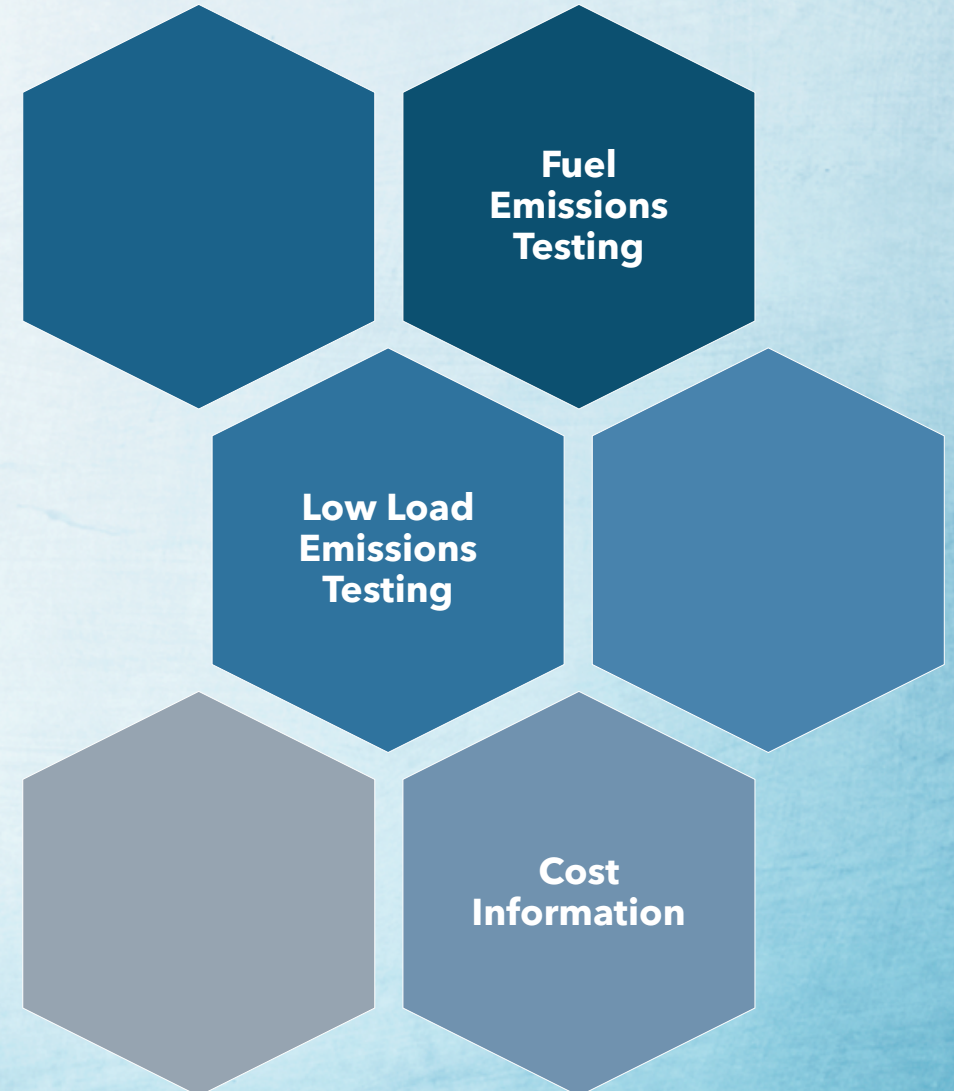 Fuel
Emissions
Testing
Low Load
Emissions
Testing
Cost
Information